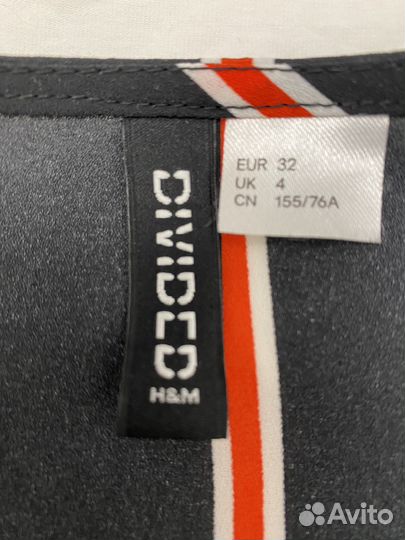 EUR 32
UK 4
CN 155/76A
DIVIDED
H&M
Avito